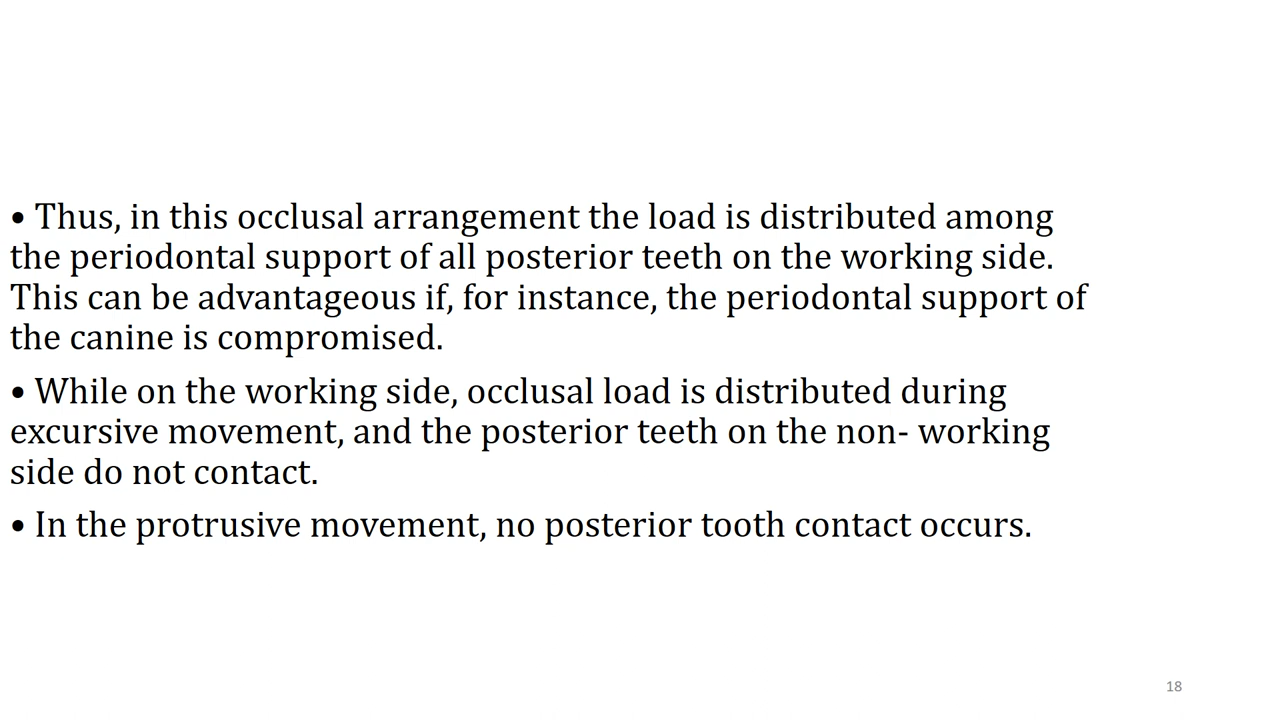 • Thus, in this occlusal arrangement the load is distributed among
the periodontal support of all posterior teeth on the working side.
This can be advantageous if, for instance, the periodontal support of
the canine is compromised.
• While on the working side, occlusal load is distributed during
excursive movement, and the posterior teeth on the non- working
side do not contact.
• In the protrusive movement, no posterior tooth contact occurs.
18